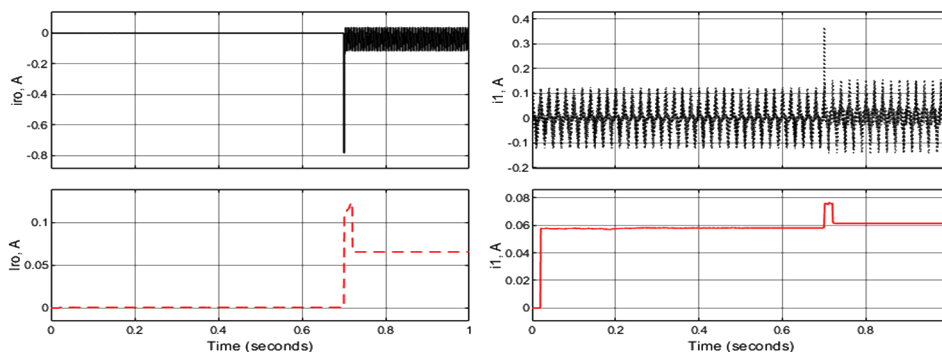 iro, A
0
-0.2
-0.4
-0.6
-0.8
i1, A
0.4
0.3
0.2
0.1
0
-0.1
-0.2
Iro, A
0.1
0.05
0
0 0.2 0.4 0.6 0.8 1
Time (seconds)
i1, A
0.08
0.06
0.04
0.02
0
0 0.2 0.4 0.6 0.8
Time (seconds)